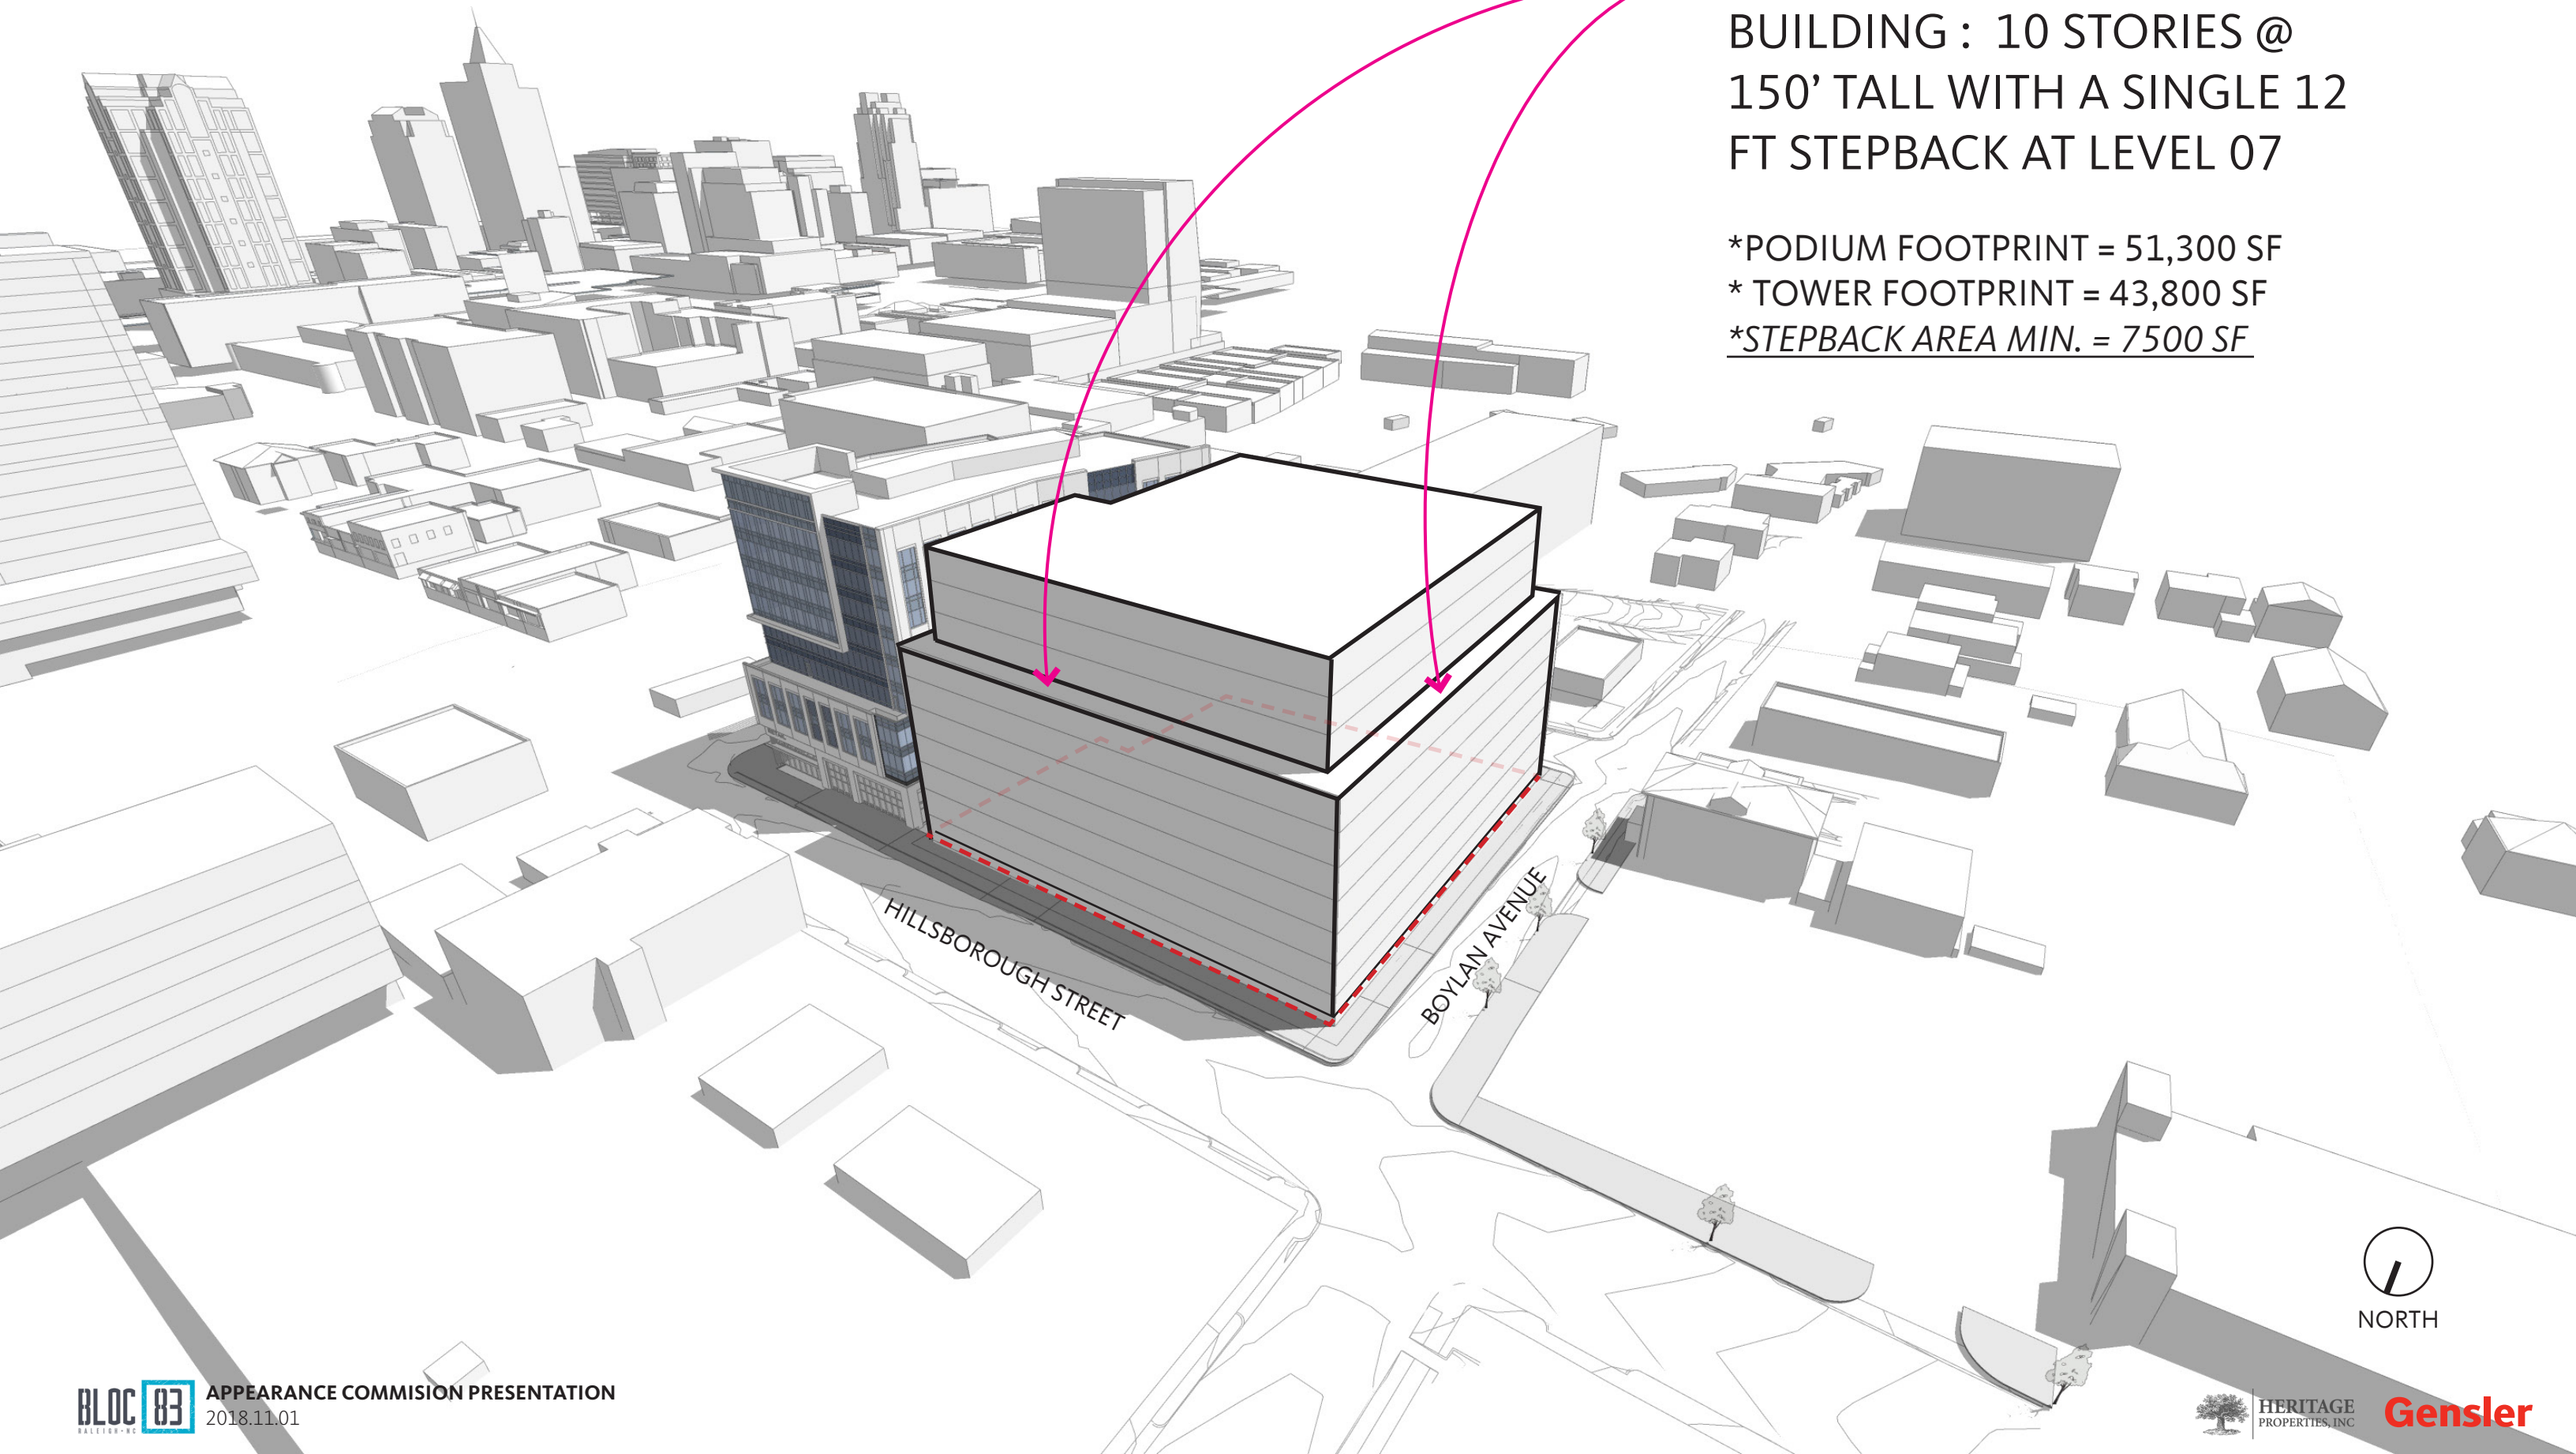 BUILDING : 10 STORIES @
150’ TALL WITH A SINGLE 12
FT STEPBACK AT LEVEL 07
*PODIUM FOOTPRINT = 51,300 SF
* TOWER FOOTPRINT = 43,800 SF
*STEPBACK AREA MIN. = 7500 SF
HILLSBOROUGH STREET
BOYLAN AVENUE
NORTH
BLOC 83
RALEIGH-NC
APPEARANCE COMMISION PRESENTATION
2018.11.01
HERITAGE
PROPERTIES, INC
Gensler